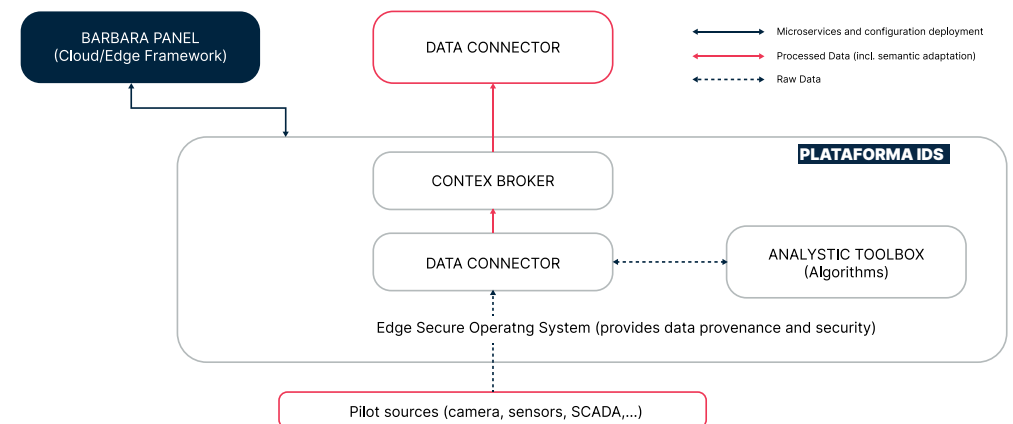 BARBARA PANEL
(Cloud/Edge Framework)
DATA CONNECTOR
Microservices and configuration deployment
Processed Data (incl. semantic adaptation)
Raw Data
PLATAFORMA IDS
CONTEX BROKER
DATA CONNECTOR
ANALYSTIC TOOLBOX
(Algorithms)
Edge Secure Operatng System (provides data provenance and security)
Pilot sources (camera, sensors, SCADA,...)